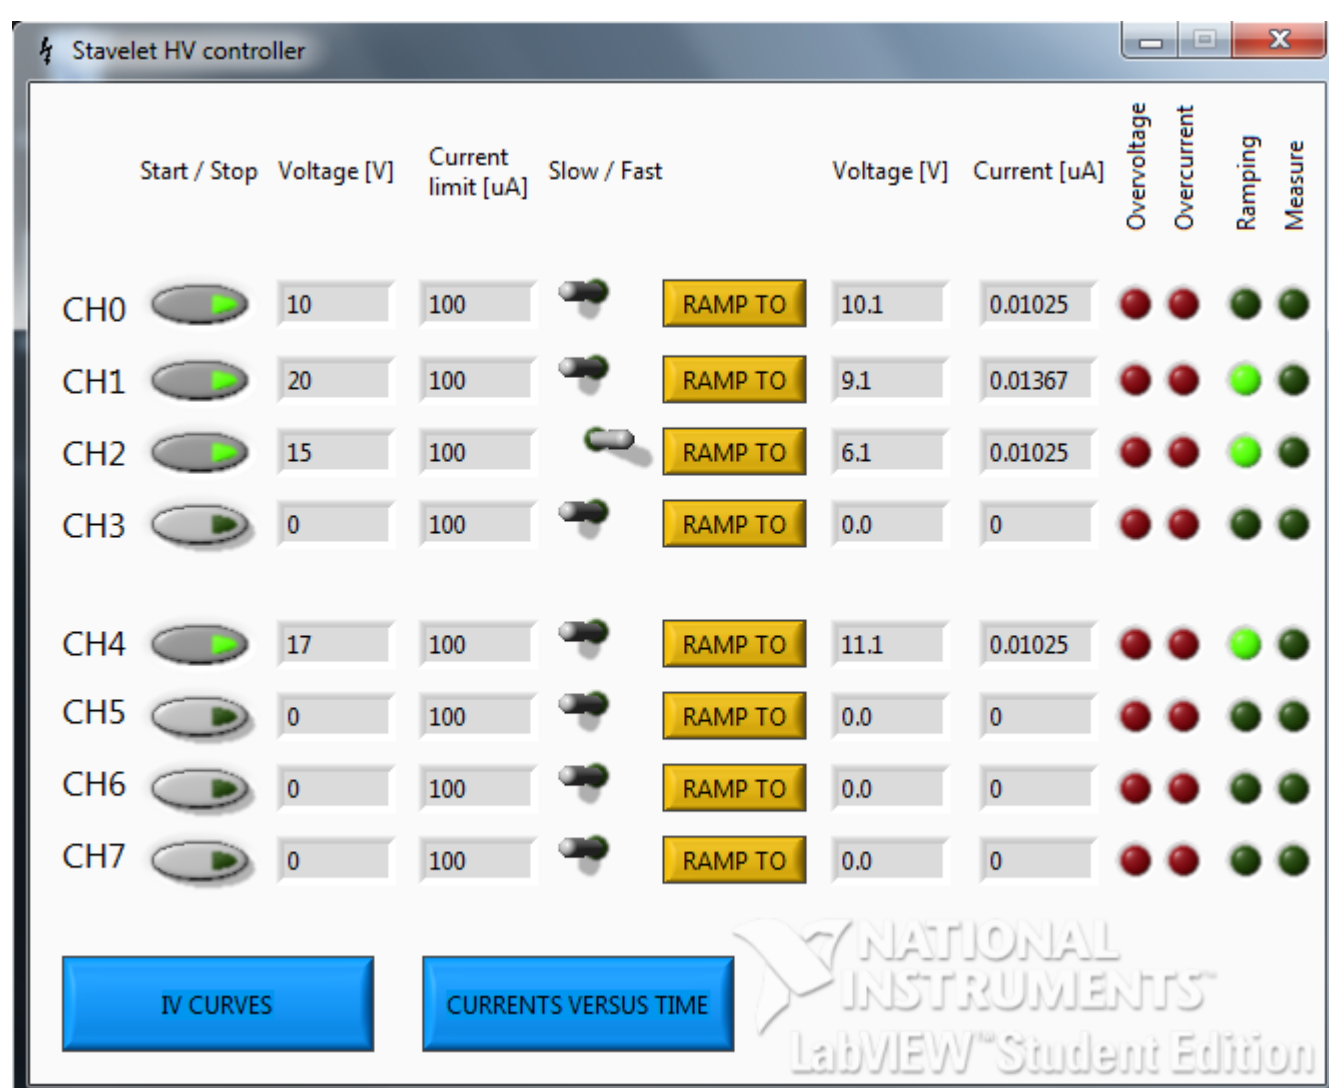 Stavelet HV controller
Start / Stop Voltage [V] Current limit [uA] Slow / Fast Voltage [V] Current [uA] Overvoltage Overcurrent Ramping Measure
CH0 10 100 RAMP TO 10.1 0.01025
CH1 20 100 RAMP TO 9.1 0.01367
CH2 15 100 RAMP TO 6.1 0.01025
CH3 0 100 RAMP TO 0.0 0
CH4 17 100 RAMP TO 11.1 0.01025
CH5 0 100 RAMP TO 0.0 0
CH6 0 100 RAMP TO 0.0 0
CH7 0 100 RAMP TO 0.0 0
IV CURVES CURRENTS VERSUS TIME
NATIONAL
INSTRUMENTS™
LabVIEW™ Student Edition